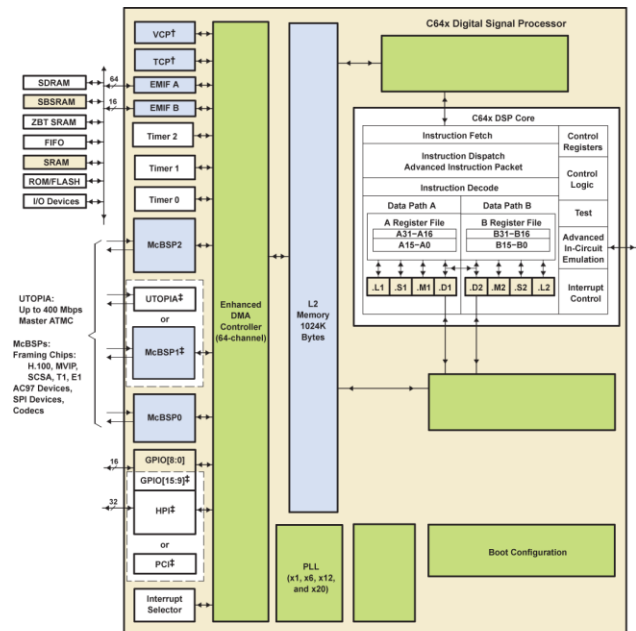 C64x Digital Signal Processor
VCP†
TCP†
EMIF A
EMIF B
Timer 2
Timer 1
Timer 0
McBSP2
UTOPIA‡
or
McBSP1‡
McBSP0
GPIO[8:0]
GPIO[15:9]‡
HPI‡
or
PCI‡
Interrupt
Selector
64
16
16
32
SDRAM
SBSRAM
ZBT SRAM
FIFO
SRAM
ROM/FLASH
I/O Devices
UTOPIA:
Up to 400 Mbps
Master ATMC
McBSPs:
Framing Chips:
H.100, MVIP,
SCSA, T1, E1
AC97 Devices,
SPI Devices,
Codecs
Enhanced
DMA
Controller
(64-channel)
L2
Memory
1024K
Bytes
C64x DSP Core
Instruction Fetch
Instruction Dispatch
Advanced Instruction Packet
Instruction Decode
Data Path A
Data Path B
A Register File
B Register File
A31−A16
B31−B16
A15−A0
B15−B0
.L1 .S1 .M1 .D1 .D2 .M2 .S2 .L2
Control
Registers
Control
Logic
Test
Advanced
In-Circuit
Emulation
Interrupt
Control
PLL
(x1, x6, x12,
and x20)
Boot Configuration